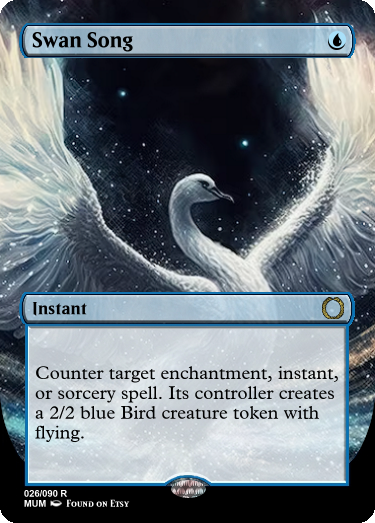 Swan Song
Instant
Counter target enchantment, instant,
or sorcery spell. Its controller creates
a 2/2 blue Bird creature token with
flying.
026/090 R
MUM Found on Etsy